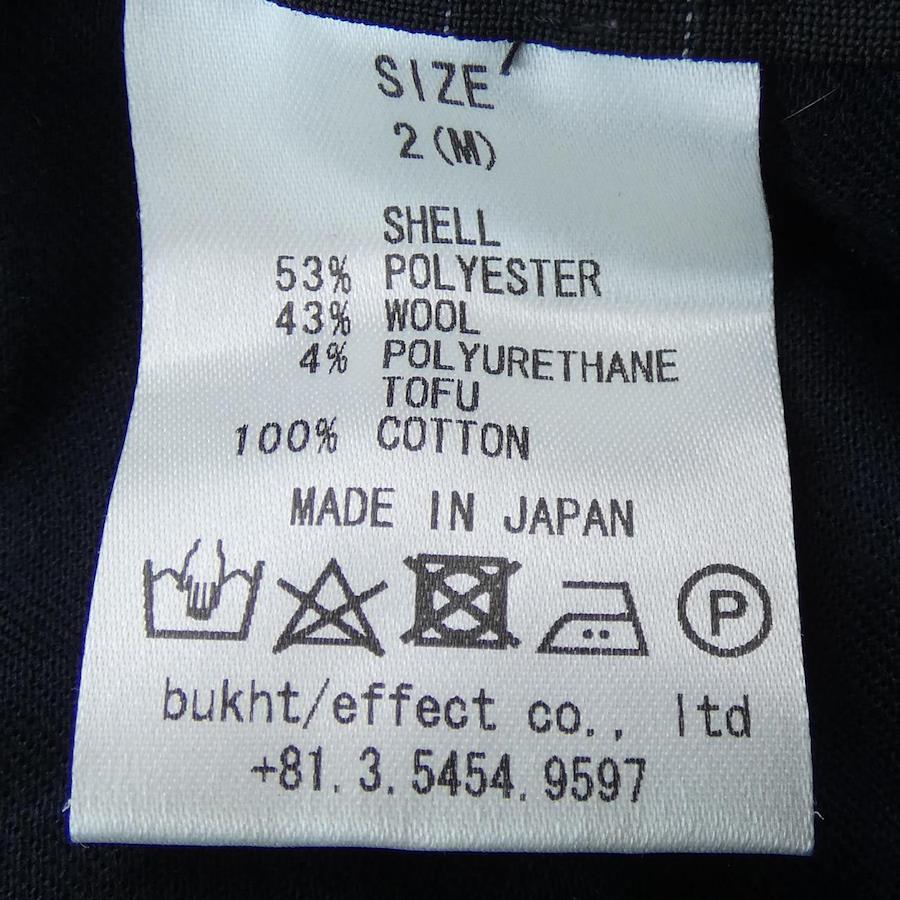 SIZE
2(M)
SHELL
53% POLYESTER
43% WOOL
4% POLYURETHANE
TOFU
100% COTTON
MADE IN JAPAN
P
bukht/effect co., ltd
+81.3.5454.9597